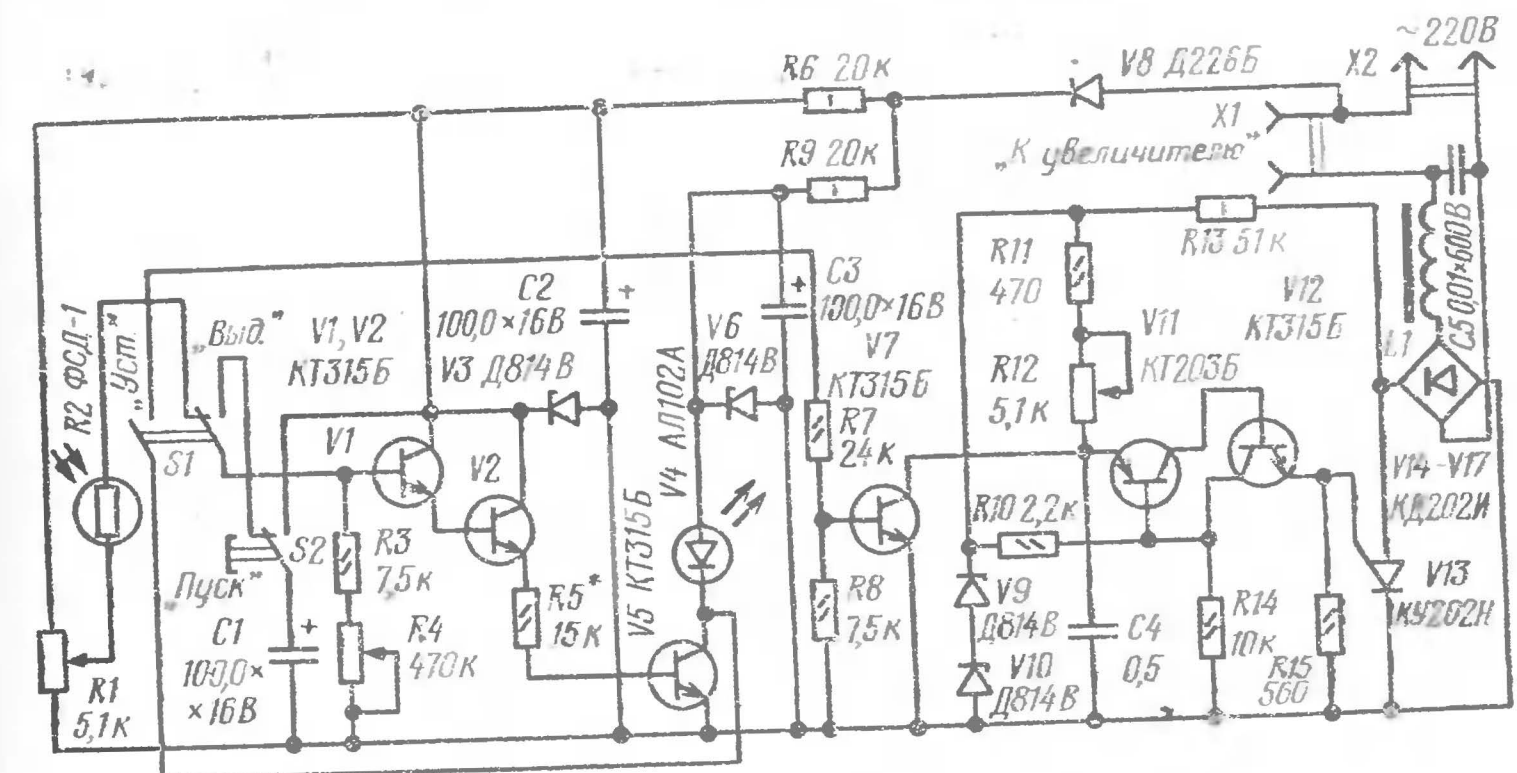 ~220В
R6 20к
V8 Д226Б
X2
X1
R9 20к
„К увеличителю”
R13 51к
С5 0,01×600В
R11
470
V12
КТ315Б
C3
100,0×16В
C2
100,0×16В
R2 ФСД-1
„Уст.”
„Выд.”
V1, V2
КТ315Б
V3 Д814В
V6
Д814В
V7
КТ315Б
V11
КТ203Б
L1
R12
5,1к
V4 АЛ102А
R7
24к
S1
V1
V2
V14-V17
КД202И
R10 2,2к
S2
R3
7,5к
V5 КТ315Б
„Пуск”
R5*
15к
R8
7,5к
V9
Д814В
C4
0,5
R14
10к
V13
КУ202Н
C1
100,0×
×16В
R4
470к
V10
Д814В
R15
560
R1
5,1к